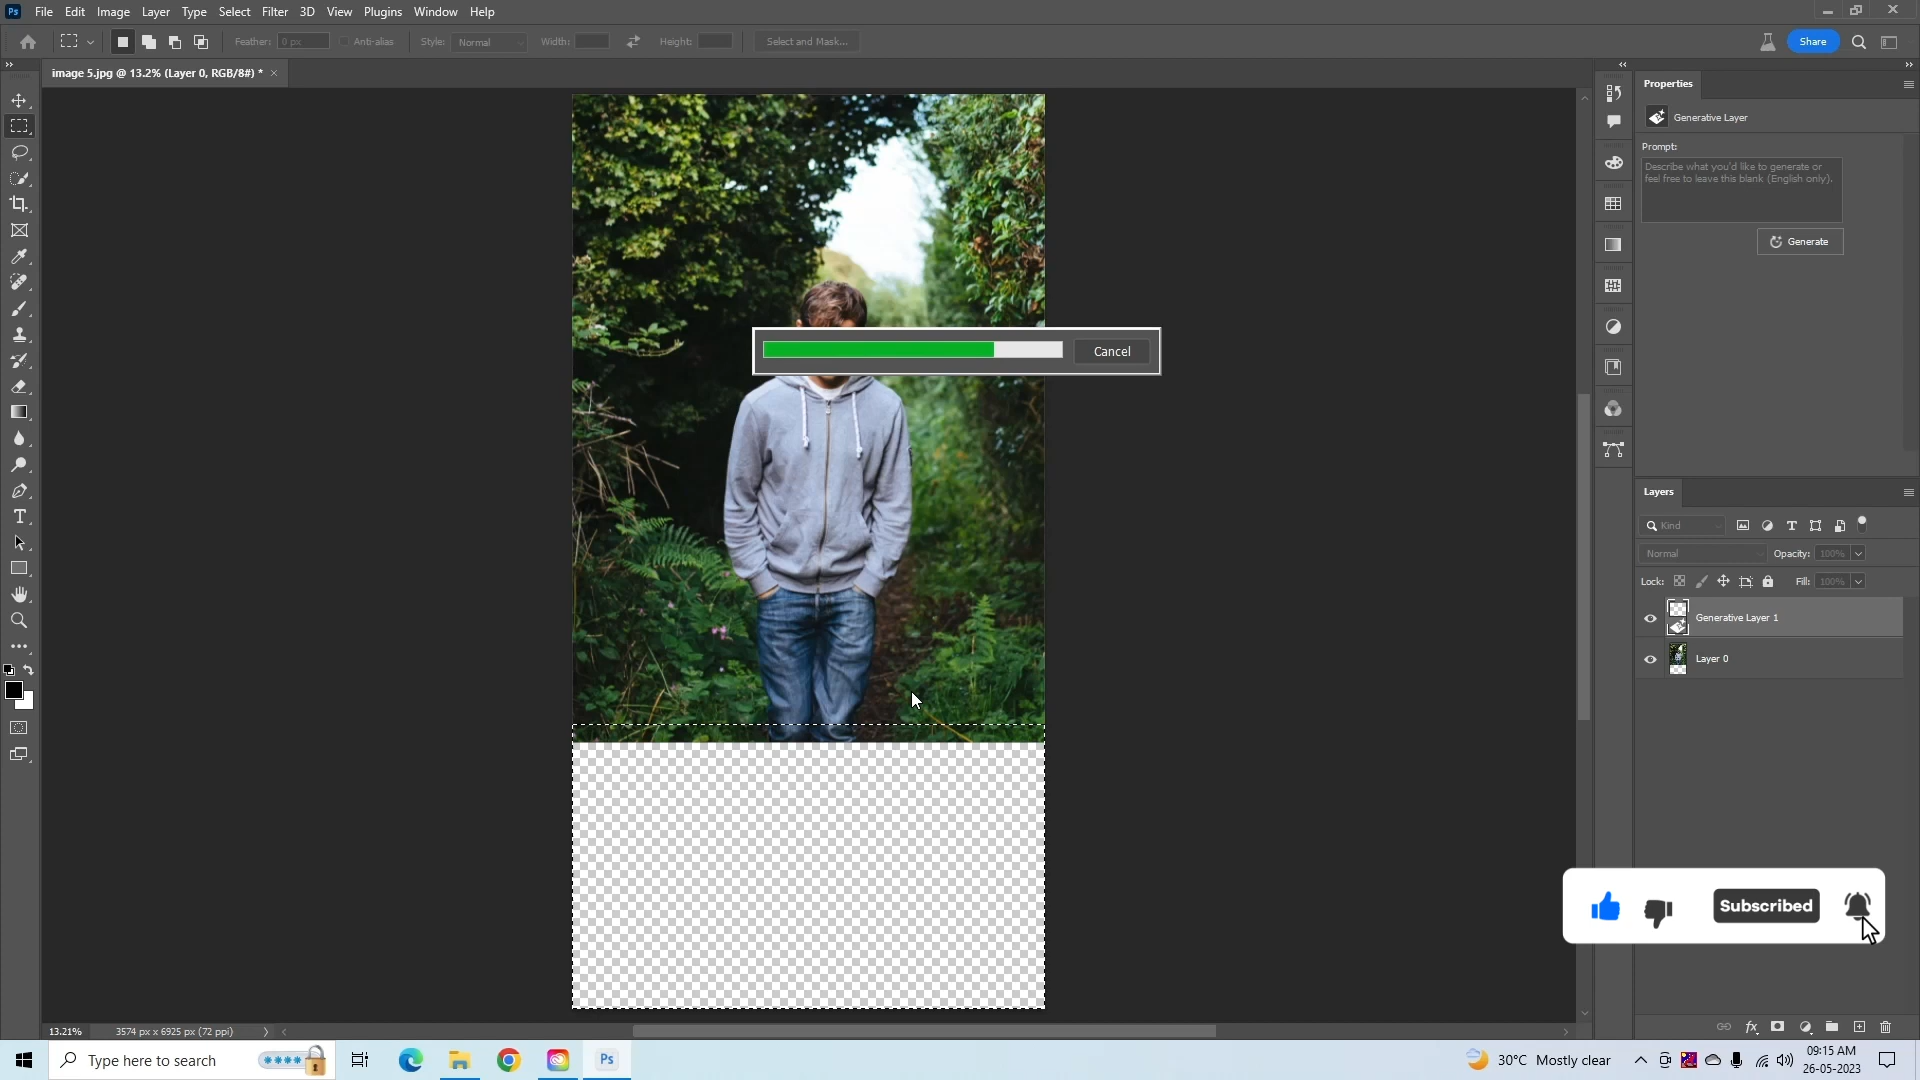 Ps File Edit Image Layer Type Select Filter 3D View Plugins Window Help
Feather: 0 px Anti-alias Style: Normal Width: Height: Select and Mask... Share
image 5.jpg @ 13.2% (Layer 0, RGB/8#) *
Properties
Generative Layer
Prompt:
Describe what you'd like to generate or
feel free to leave this blank (English only).
Generate
Cancel
Layers
Kind
Normal Opacity: 100%
Lock: Fill: 100%
Generative Layer 1
Layer 0
Subscribed
13.21% 3574 px x 6925 px (72 ppi)
Type here to search
Ps
30°C Mostly clear
09:15 AM
26-05-2023